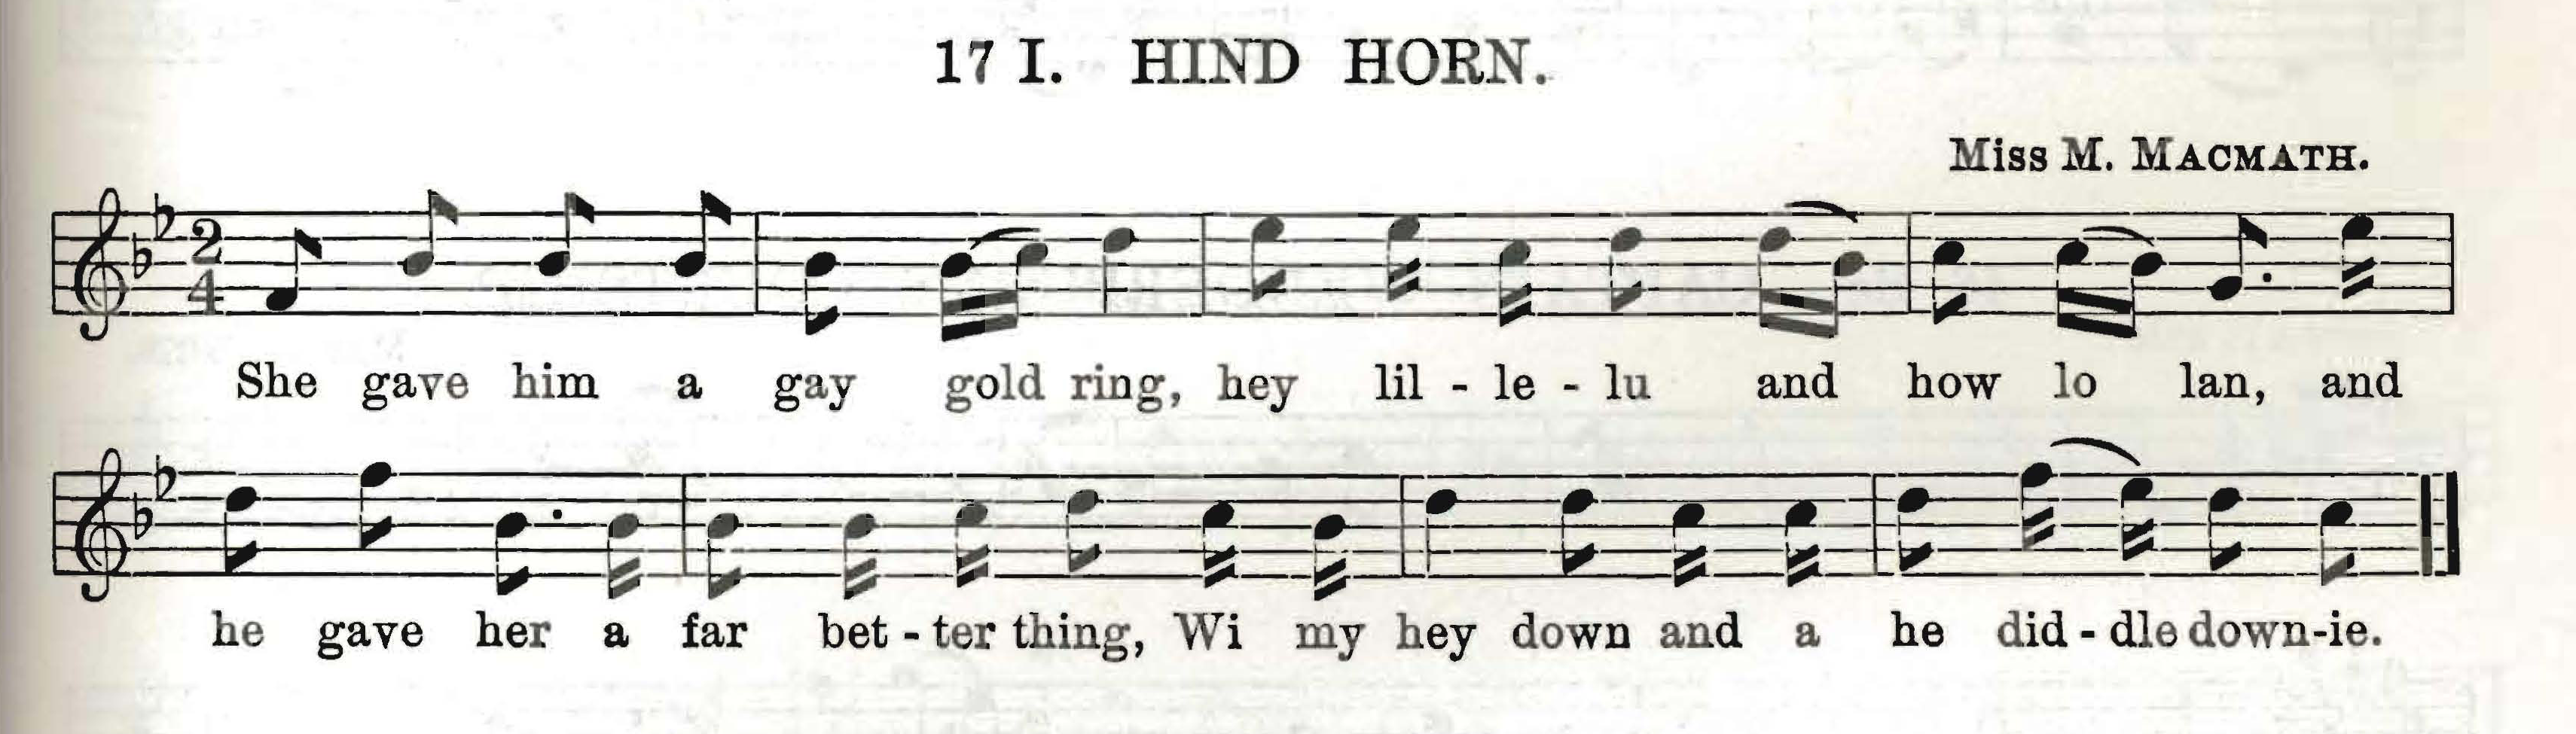 17 I. HIND HORN.
Miss M. MACMATH.
2
4
She gave him a gay gold ring, hey lil - le - lu and how lo lan, and
he gave her a far bet - ter thing, Wi my hey down and a he did - dle down-ie.